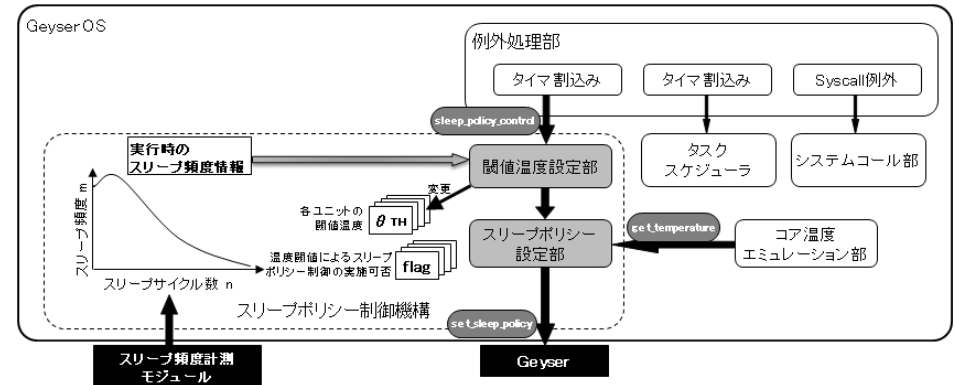 Geyser OS
例外処理部
タイマ割込み
タイマ割込み
Syscall例外
sleep_policy_control
実行時の
スリープ頻度情報
閾値温度設定部
タスク
スケジューラ
システムコール部
変更
各ユニットの
閾値温度
θ TH
スリープポリシー
設定部
get_temperature
コア温度
エミュレーション部
スリープ頻度 m
温度閾値によるスリープ
ポリシー制御の実施可否
flag
スリープサイクル数 n
スリープポリシー制御機構
set_sleep_policy
スリープ頻度計測
モジュール
Geyser